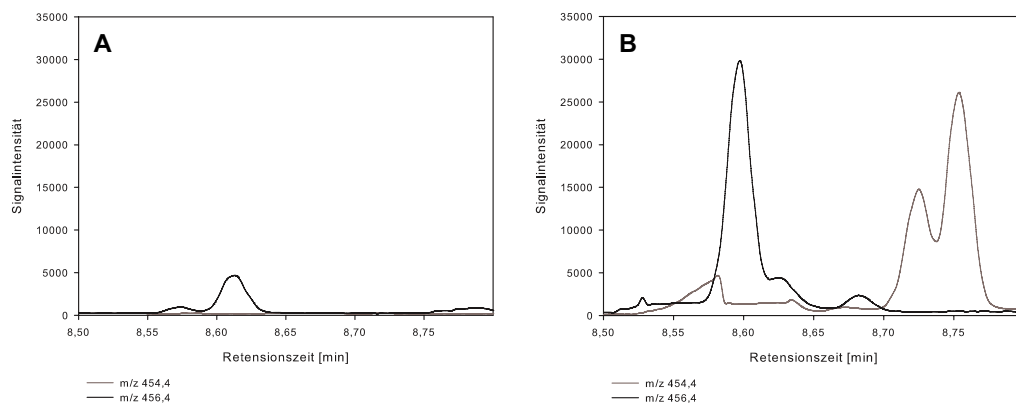 A
35000
30000
25000
20000
15000
10000
5000
0
Signalintensität
8,50 8,55 8,60 8,65 8,70 8,75
Retensionszeit [min]
m/z 454,4
m/z 456,4
B
35000
30000
25000
20000
15000
10000
5000
0
Signalintensität
8,50 8,55 8,60 8,65 8,70 8,75
Retensionszeit [min]
m/z 454,4
m/z 456,4